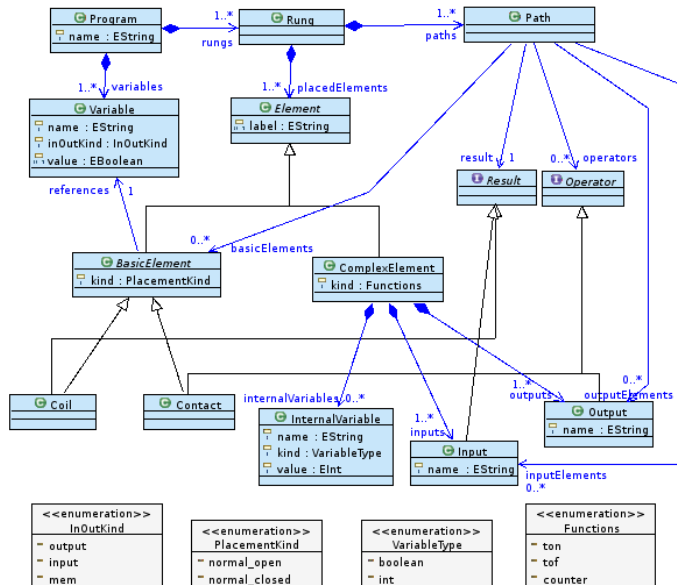 Program
name : EString
1..*
rungs
Rung
1..*
paths
Path
1..*
variables
1..*
placedElements
Variable
name : EString
inOutKind : InOutKind
value : EBoolean
Element
label : EString
result
1
0..*
operators
references
1
Result
Operator
0..*
basicElements
BasicElement
kind : PlacementKind
ComplexElement
kind : Functions
Coil
Contact
internalVariables
0..*
1..*
outputs
0..*
outputElements
InternalVariable
name : EString
kind : VariableType
value : EInt
1..*
inputs
Output
name : EString
Input
name : EString
inputElements
0..*
<<enumeration>>
InOutKind
output
input
mem
<<enumeration>>
PlacementKind
normal_open
normal_closed
<<enumeration>>
VariableType
boolean
int
<<enumeration>>
Functions
ton
tof
counter